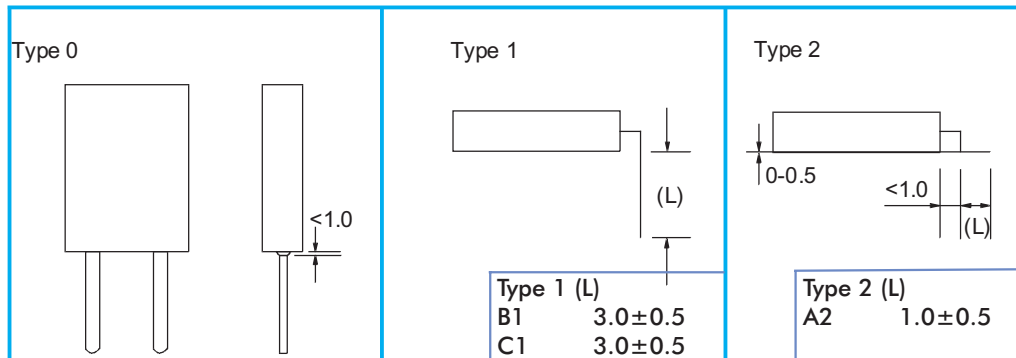 Type 0
<1.0
Type 1
(L)
Type 1 (L)
B1 3.0±0.5
C1 3.0±0.5
Type 2
0-0.5
<1.0
(L)
Type 2 (L)
A2 1.0±0.5